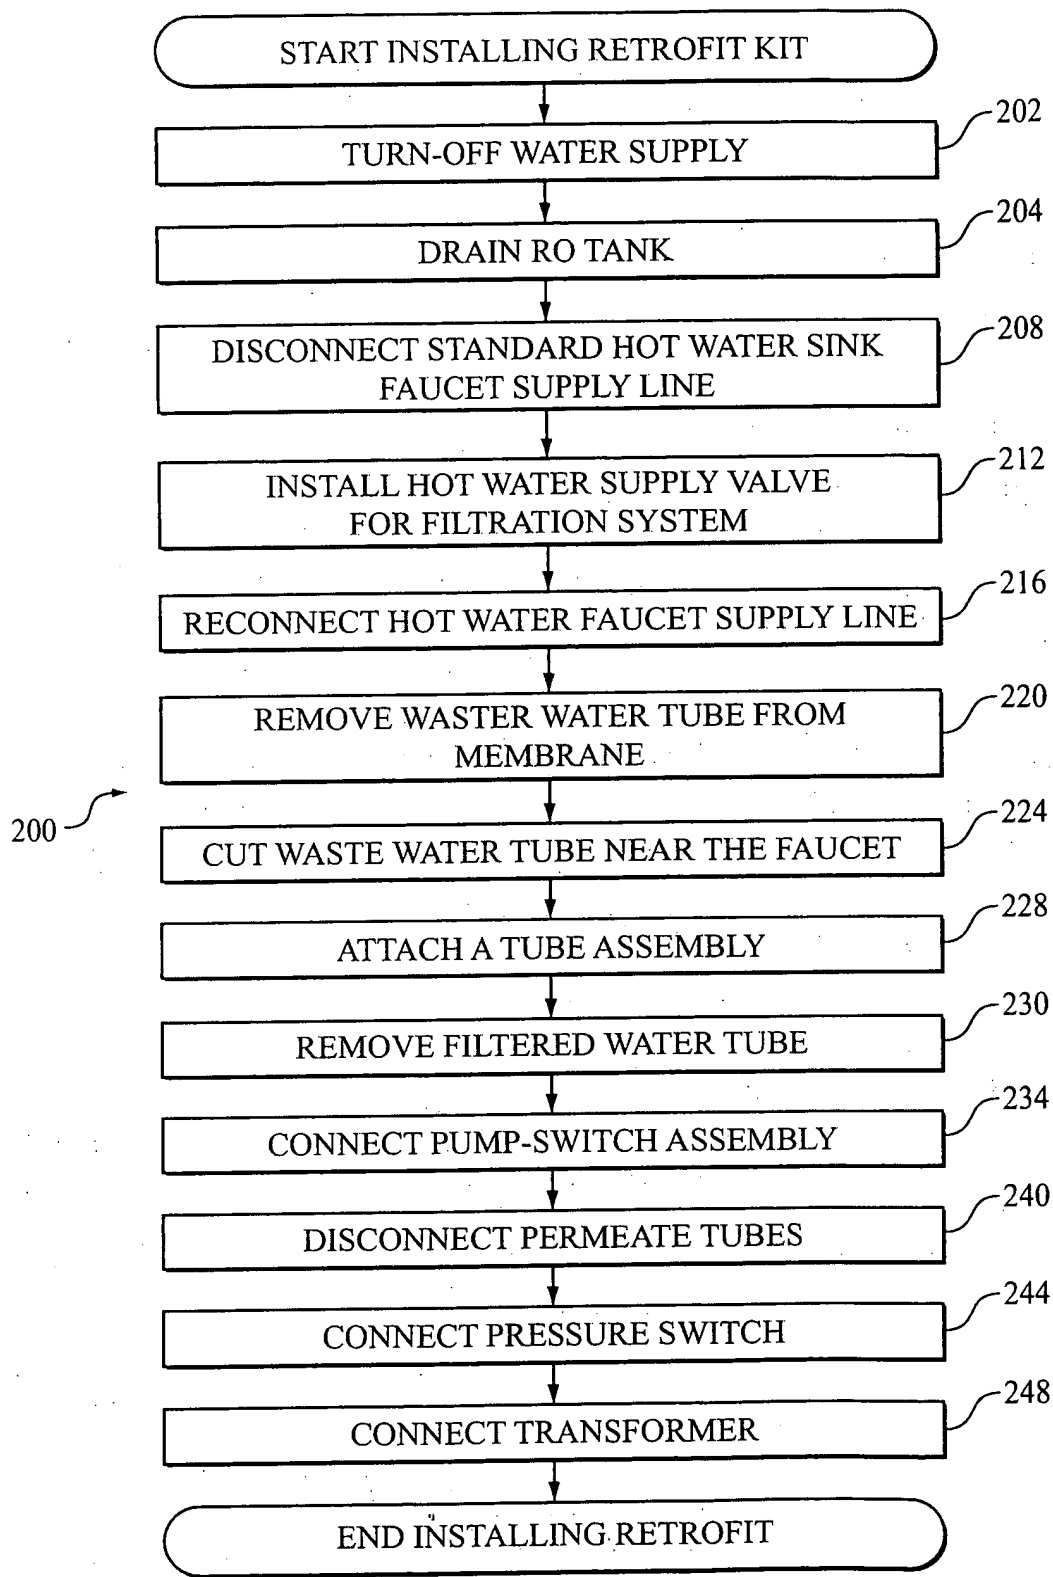 START INSTALLING RETROFIT KIT
202
TURN-OFF WATER SUPPLY
204
DRAIN RO TANK
208
DISCONNECT STANDARD HOT WATER SINK
FAUCET SUPPLY LINE
212
INSTALL HOT WATER SUPPLY VALVE
FOR FILTRATION SYSTEM
216
RECONNECT HOT WATER FAUCET SUPPLY LINE
220
REMOVE WASTER WATER TUBE FROM
MEMBRANE
200
224
CUT WASTE WATER TUBE NEAR THE FAUCET
228
ATTACH A TUBE ASSEMBLY
230
REMOVE FILTERED WATER TUBE
234
CONNECT PUMP-SWITCH ASSEMBLY
240
DISCONNECT PERMEATE TUBES
244
CONNECT PRESSURE SWITCH
248
CONNECT TRANSFORMER
END INSTALLING RETROFIT